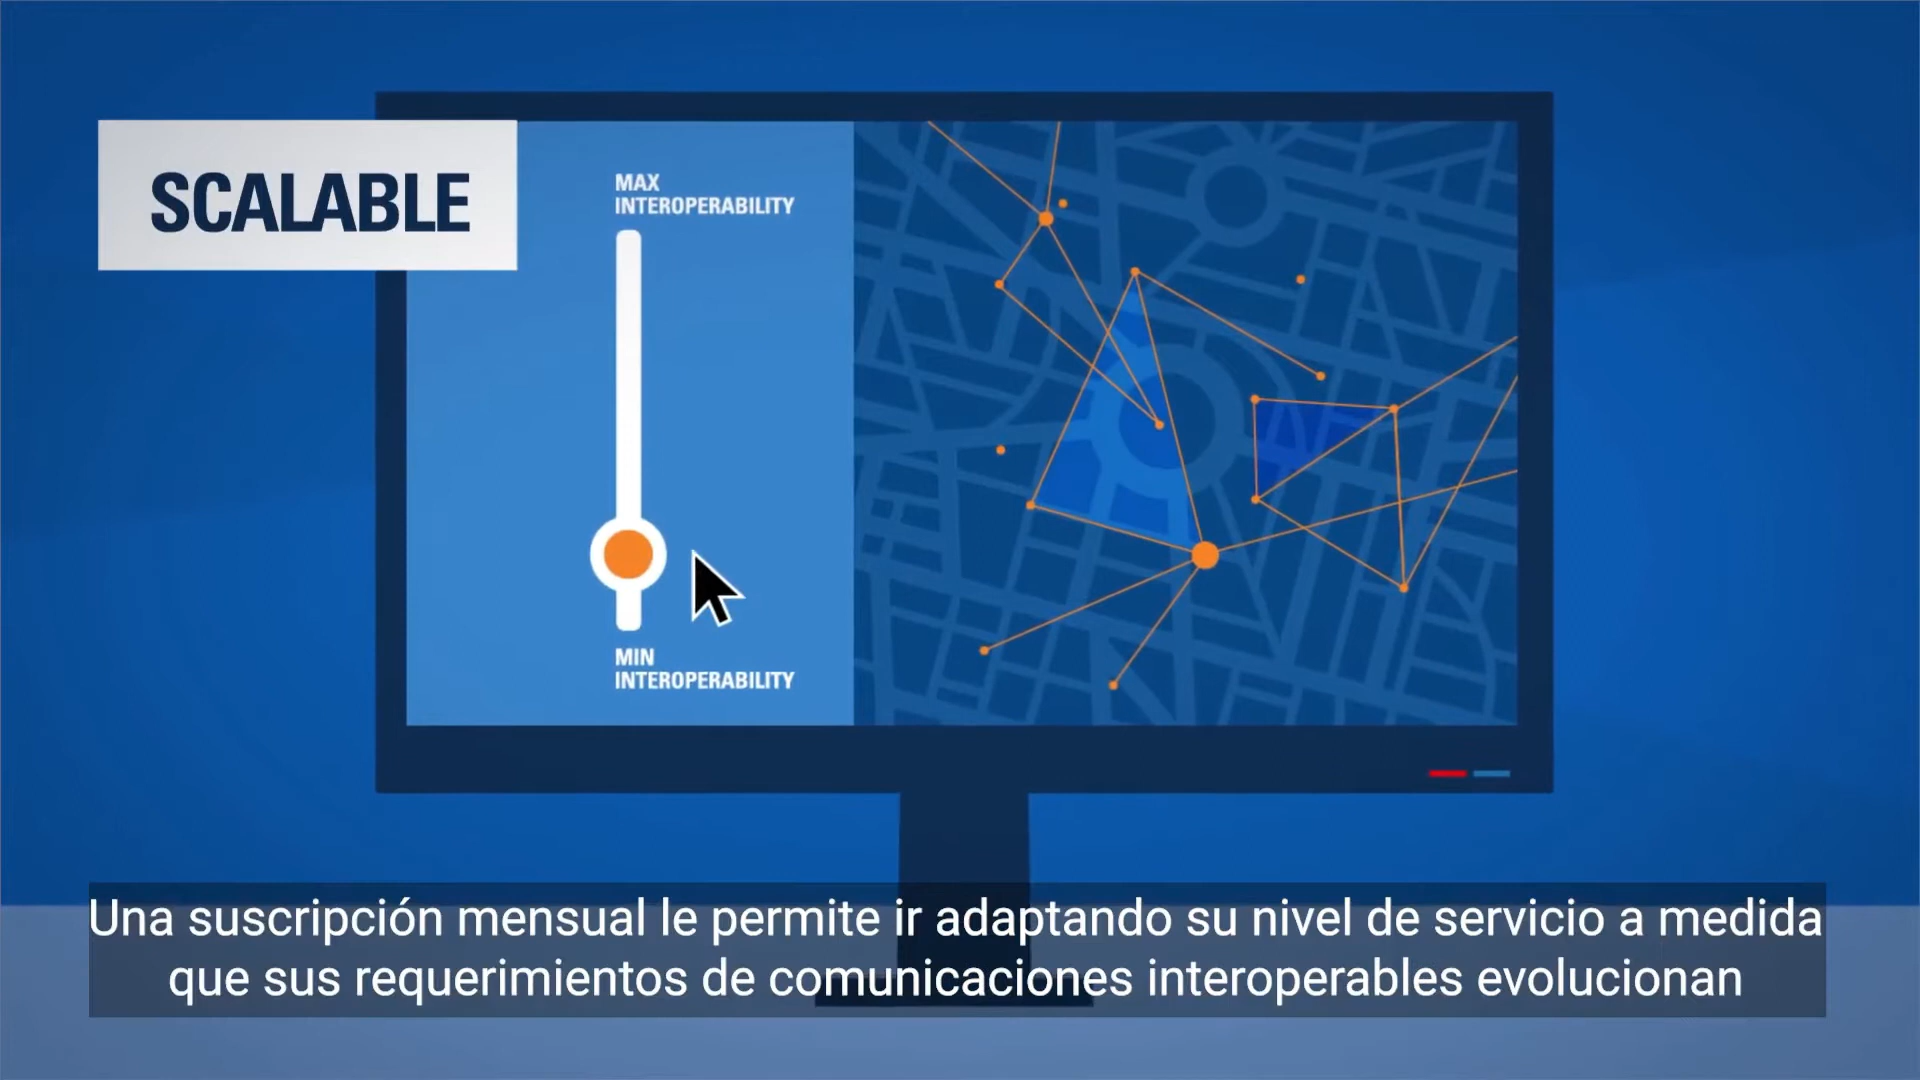 SCALABLE
MAX
INTEROPERABILITY
MIN
INTEROPERABILITY
Una suscripción mensual le permite ir adaptando su nivel de servicio a medida
que sus requerimientos de comunicaciones interoperables evolucionan